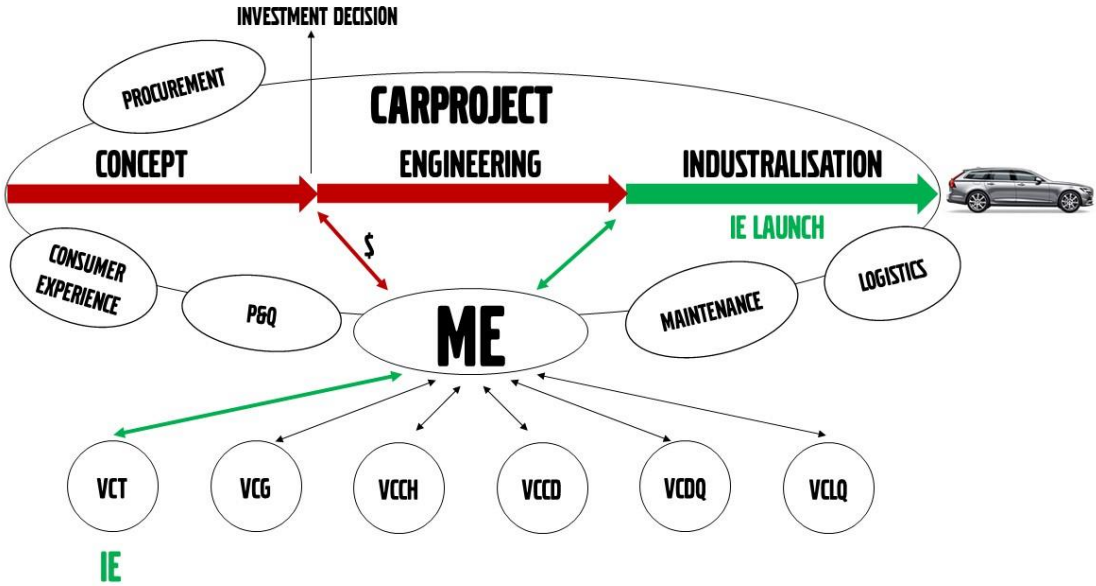 INVESTMENT DECISION
PROCUREMENT
CARPROJECT
CONCEPT
ENGINEERING
INDUSTRALISATION
IE LAUNCH
$
CONSUMER
EXPERIENCE
P&Q
ME
MAINTENANCE
LOGISTICS
VCT
VCG
VCCH
VCCD
VCDQ
VCLQ
IE